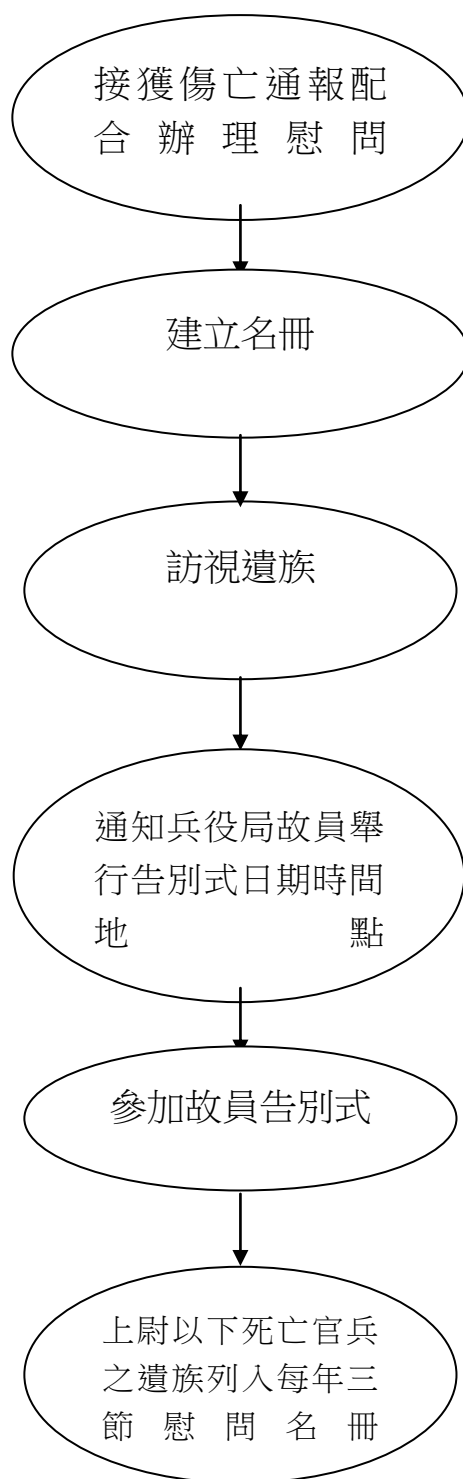 接獲傷亡通報配
合辦理慰問
建立名冊
訪視遺族
通知兵役局故員舉
行告別式日期時間
地點
參加故員告別式
上尉以下死亡官兵
之遺族列入每年三
節慰問名冊